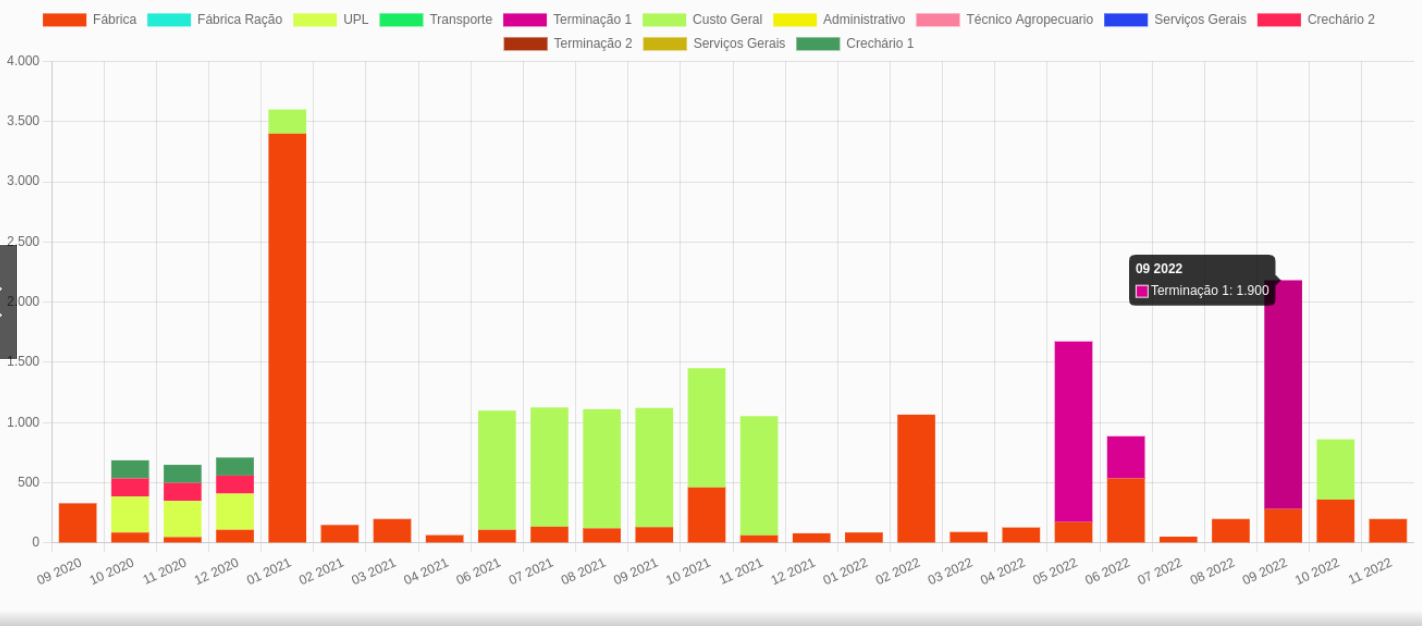 Fábrica Fábrica Ração UPL Transporte Terminação 1 Custo Geral Administrativo Técnico Agropecuario Serviços Gerais Crechário 2
Terminação 2 Serviços Gerais Crechário 1
4.000
3.500
3.000
2.500
09 2022
Terminação 1: 1.900
2.000
1.500
1.000
500
0
09 2020 10 2020 11 2020 12 2020 01 2021 02 2021 03 2021 04 2021 06 2021 07 2021 08 2021 09 2021 10 2021 11 2021 12 2021 01 2022 02 2022 03 2022 04 2022 05 2022 06 2022 07 2022 08 2022 09 2022 10 2022 11 2022